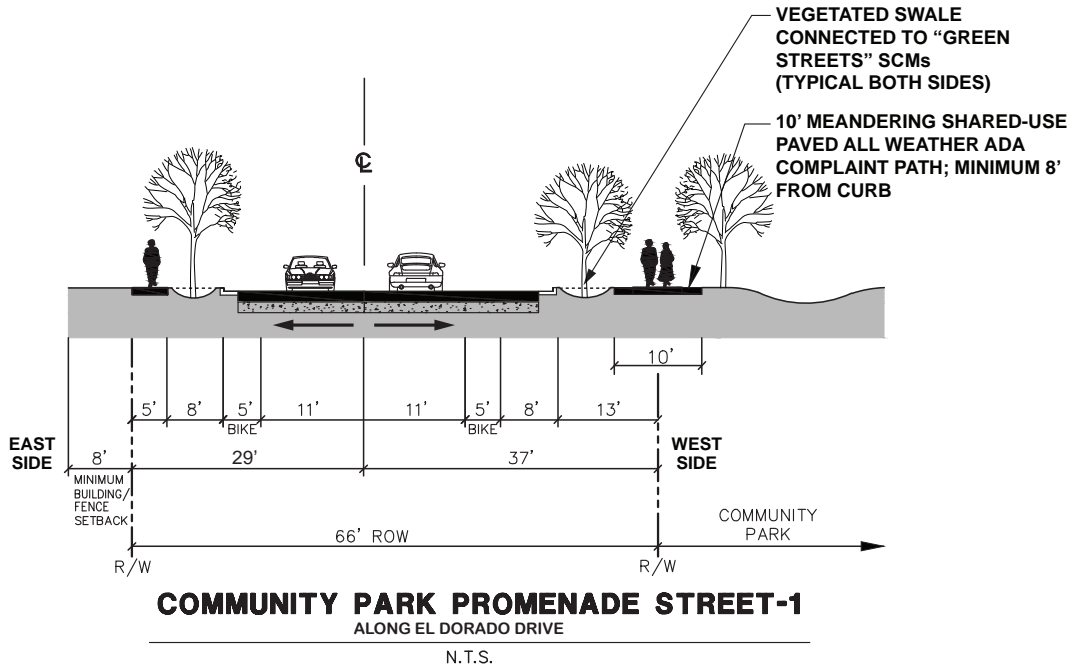 VEGETATED SWALE
CONNECTED TO “GREEN
STREETS” SCMs
(TYPICAL BOTH SIDES)
10’ MEANDERING SHARED-USE
PAVED ALL WEATHER ADA
COMPLAINT PATH; MINIMUM 8’
FROM CURB
℄
10’
5’ 8’ 5’ 11’ 11’ 5’ 8’ 13’
BIKE BIKE
EAST
SIDE
WEST
SIDE
8’ 29’ 37’
MINIMUM
BUILDING/
FENCE
SETBACK
COMMUNITY
PARK
66’ ROW
R/W R/W
COMMUNITY PARK PROMENADE STREET-1
ALONG EL DORADO DRIVE
N.T.S.